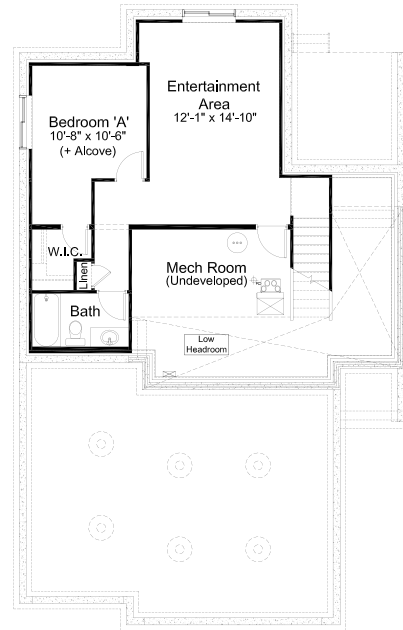 Entertainment
Area
12'-1" x 14'-10"
Bedroom 'A'
10'-8" x 10'-6"
(+ Alcove)
W.I.C.
Linen
Mech Room
(Undeveloped)
Bath
Low
Headroom